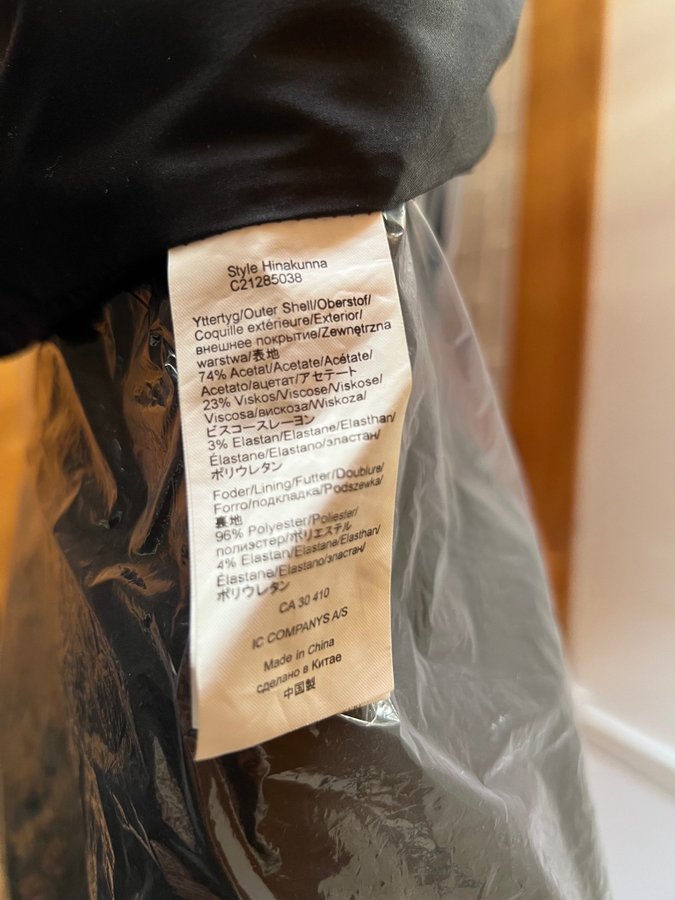 Style Hinakunna
C21285038
Yttertyg/Outer Shell/Oberstof/
Coquille extérieure/Exterior/
внешнее покрытие/Zewnętrzna
warstwa/表地
74% Acetat/Acetate/Acétate/
Acetato/ацетат/アセテート
23% Viskos/Viscose/Viskose/
Viscosa/вискоза/Wiskoza/
ビスコースレーヨン
3% Elastan/Elastane/Elasthan/
Élastane/Elastano/эластан/
ポリウレタン
Foder/Lining/Futter/Doublure/
Forro/подкладка/Podszewka/
裏地
96% Polyester/Poliester/
полиэстер/ポリエステル
4% Elastan/Elastane/Elasthan/
Élastane/Elastano/эластан/
ポリウレタン
CA 30 410
IC COMPANYS A/S
Made in China
сделано в Китае
中国製